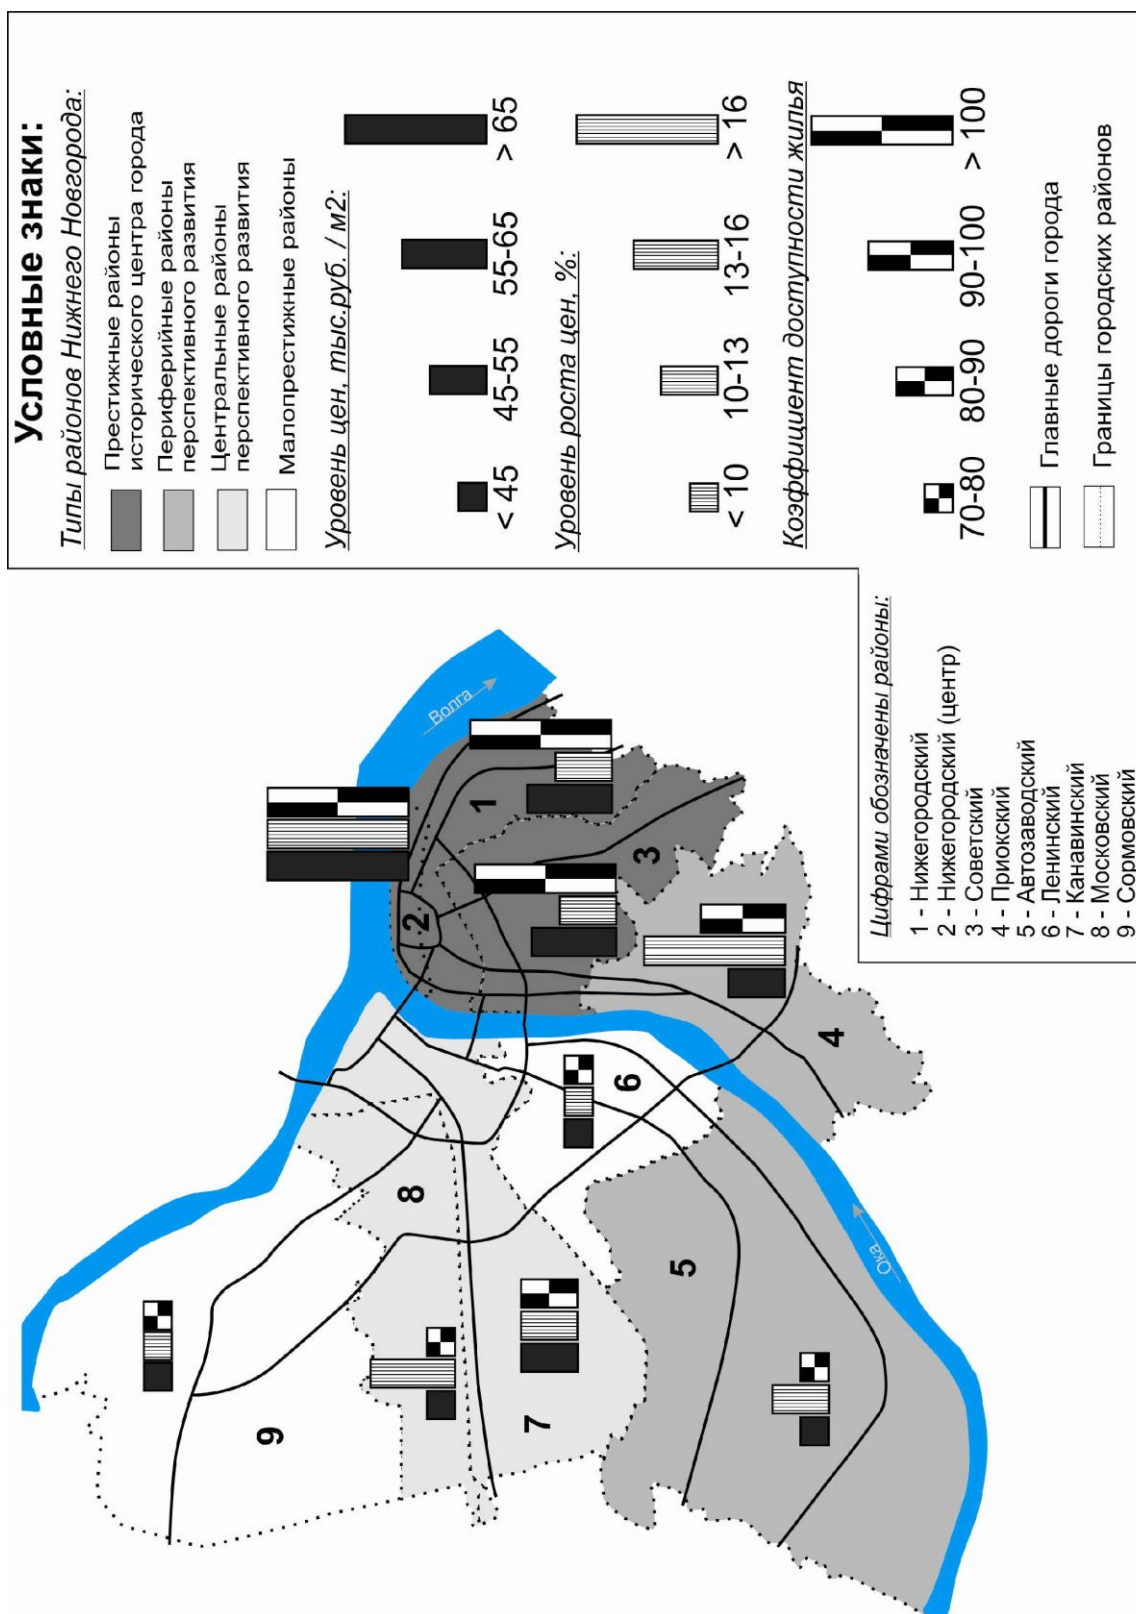 Условные знаки:
Типы районов Нижнего Новгорода:
Престижные районы
исторического центра города
Периферийные районы
перспективного развития
Центральные районы
перспективного развития
Малопрестижные районы
Уровень цен, тыс.руб. / м2:
< 45
45-55
55-65
> 65
Уровень роста цен, %:
< 10
10-13
13-16
> 16
Коэффициент доступности жилья
70-80
80-90
90-100
> 100
Главные дороги города
Границы городских районов
Цифрами обозначены районы:
1 - Нижегородский
2 - Нижегородский (центр)
3 - Советский
4 - Приокский
5 - Автозаводский
6 - Ленинский
7 - Канавинский
8 - Московский
9 - Сормовский
Волга
Ока
1
2
3
4
5
6
7
8
9